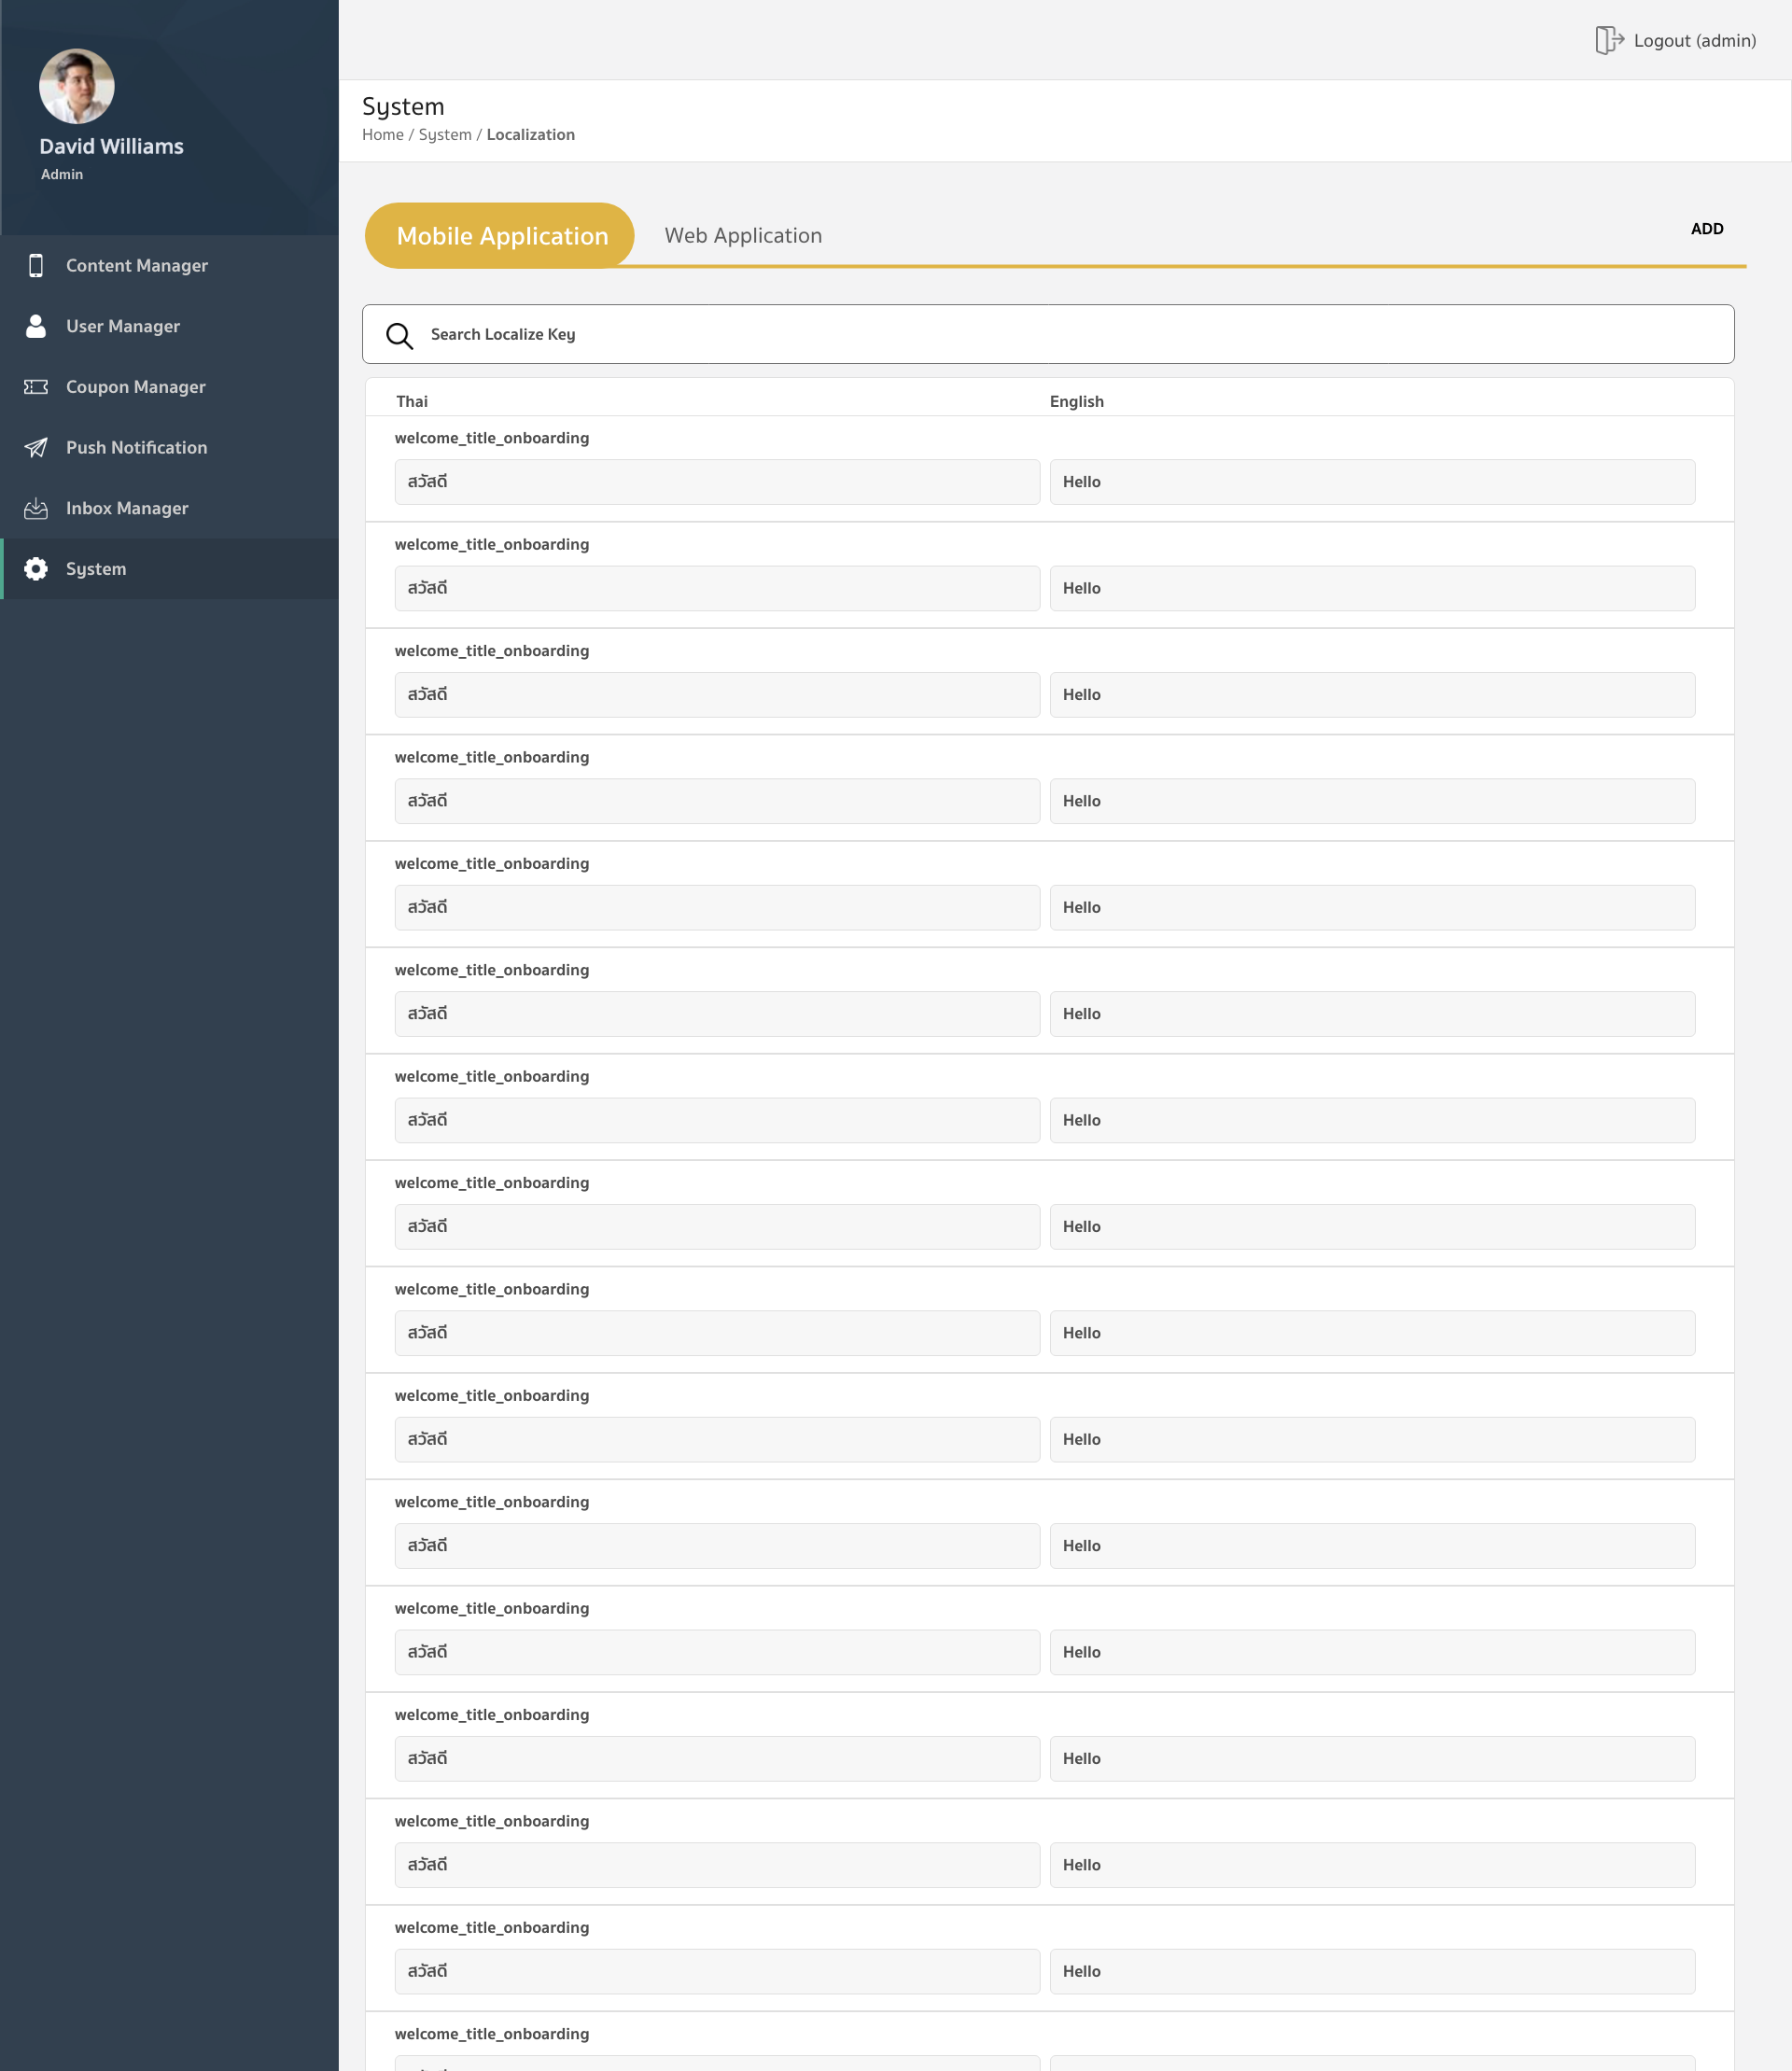 Logout (admin)
David Williams
Admin
Content Manager
User Manager
Coupon Manager
Push Notification
Inbox Manager
System
System
Home / System / Localization
Mobile Application
Web Application
ADD
Search Localize Key
Thai English
welcome_title_onboarding
สวัสดี Hello
welcome_title_onboarding
สวัสดี Hello
welcome_title_onboarding
สวัสดี Hello
welcome_title_onboarding
สวัสดี Hello
welcome_title_onboarding
สวัสดี Hello
welcome_title_onboarding
สวัสดี Hello
welcome_title_onboarding
สวัสดี Hello
welcome_title_onboarding
สวัสดี Hello
welcome_title_onboarding
สวัสดี Hello
welcome_title_onboarding
สวัสดี Hello
welcome_title_onboarding
สวัสดี Hello
welcome_title_onboarding
สวัสดี Hello
welcome_title_onboarding
สวัสดี Hello
welcome_title_onboarding
สวัสดี Hello
welcome_title_onboarding
สวัสดี Hello
welcome_title_onboarding